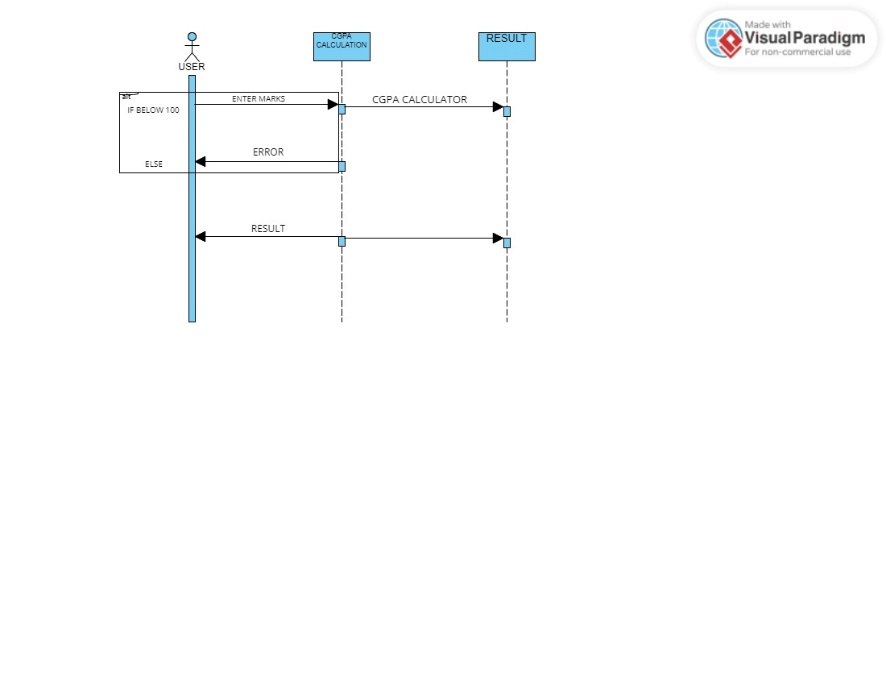 Made with
Visual Paradigm
For non-commercial use
CGPA
CALCULATION
RESULT
USER
alt
IF BELOW 100
ENTER MARKS
CGPA CALCULATOR
ERROR
ELSE
RESULT